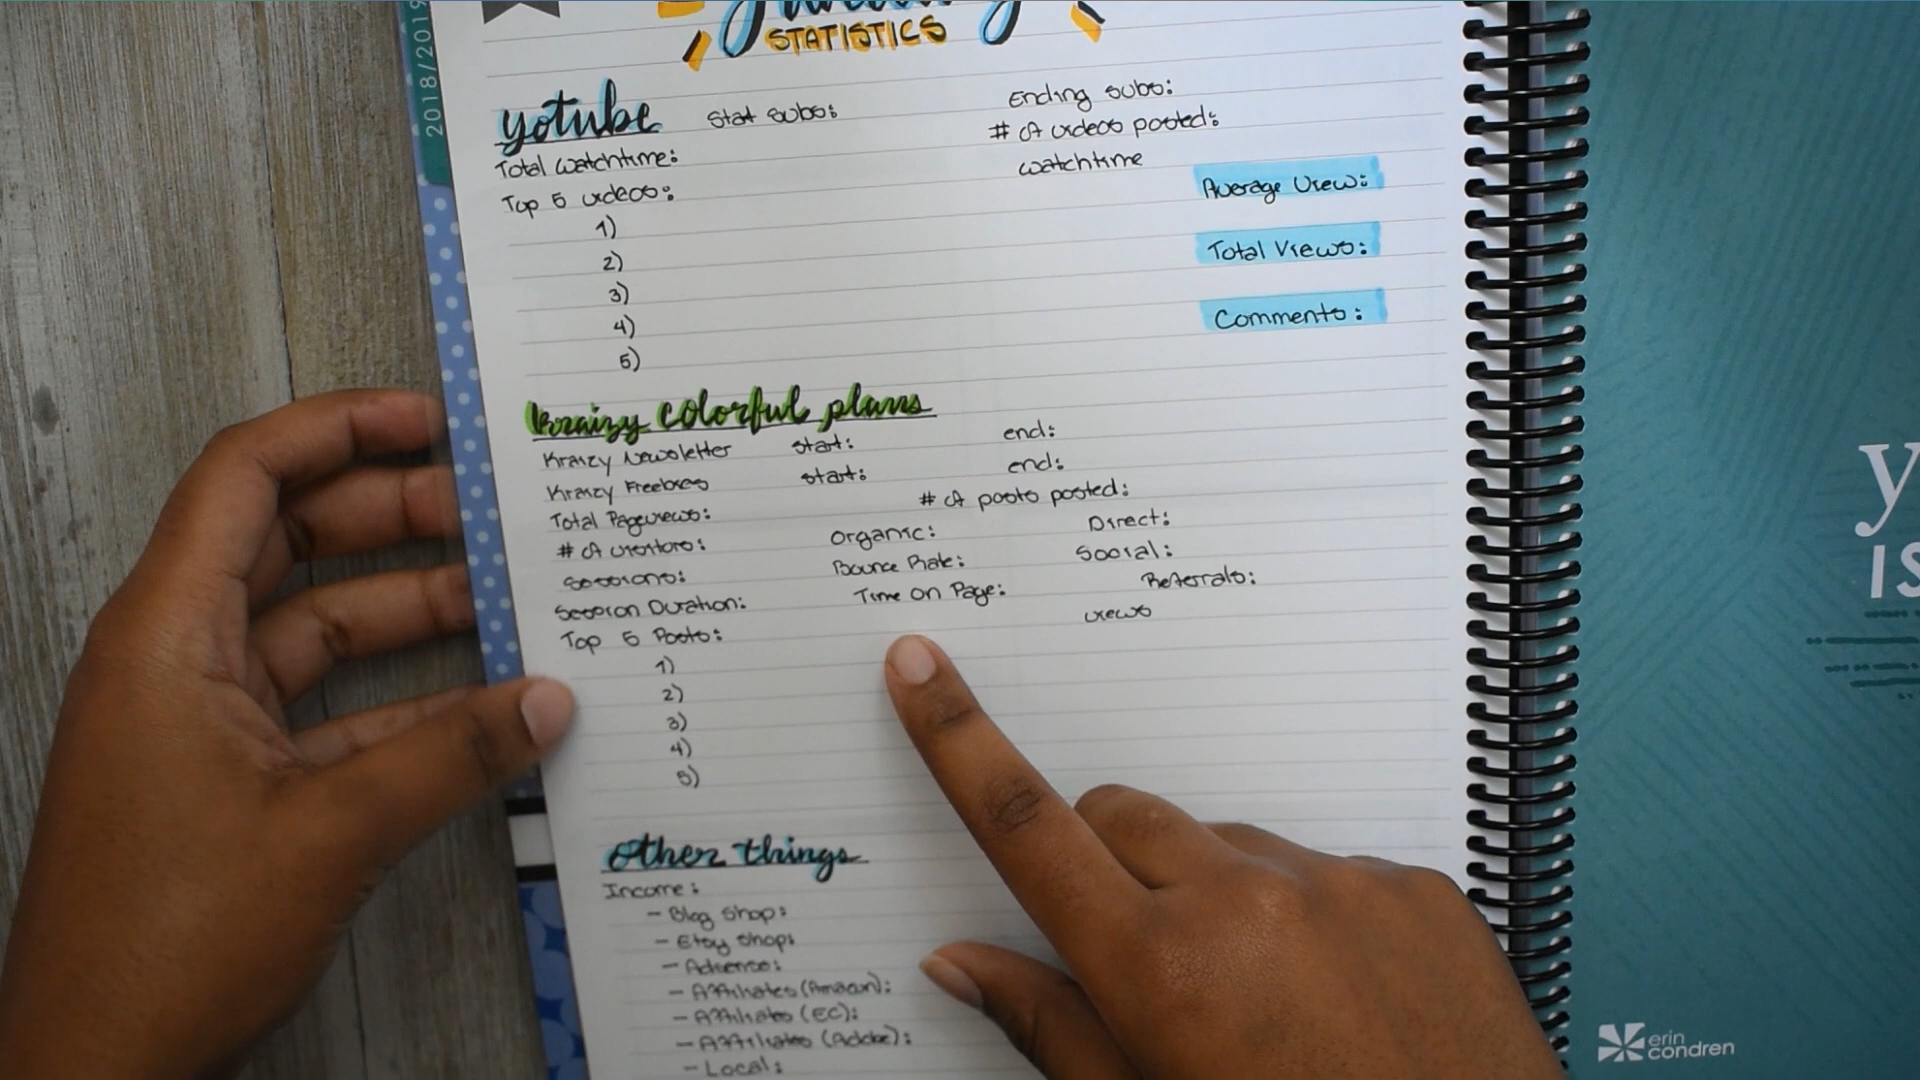 2018/2019
STATISTICS
yotube Stat subs: Ending subs:
# of videos posted:
Total watchtime: watchtime
Top 5 videos: Average View:
1)
2) Total Views:
3)
4) Comments:
5)
Kraizy colorful plans
Kraizy Newsletter start: end:
Kraizy Freebies start: end:
Total Pageviews: # of posts posted:
# of visitors: Organic: Direct:
Sessions: Bounce Rate: Social:
Session Duration: Time on Page: Referrals:
Top 5 Posts: views
1)
2)
3)
4)
5)
other things
Income:
- Blog Shop:
- Etsy Shop:
- Adsense:
- Affiliates (Amazon):
- Affiliates (EC):
- Affiliates (Adobe):
- Local:
y
IS
erin
condren